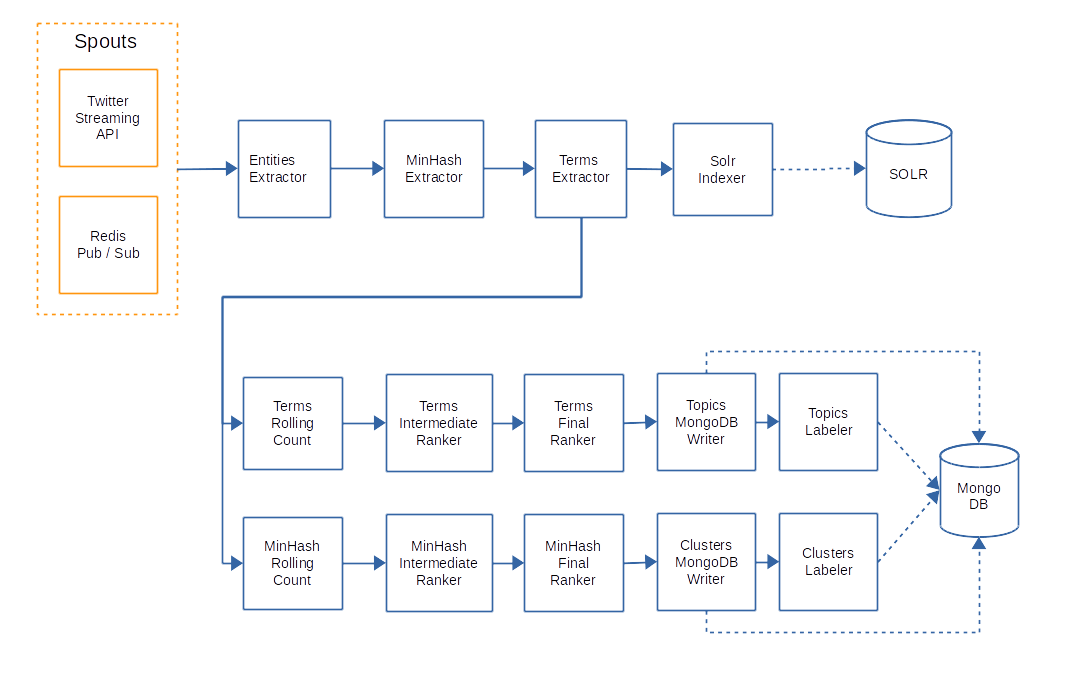 Spouts
Twitter
Streaming
API
Redis
Pub / Sub
Entities
Extractor
MinHash
Extractor
Terms
Extractor
Solr
Indexer
SOLR
Terms
Rolling
Count
Terms
Intermediate
Ranker
Terms
Final
Ranker
Topics
MongoDB
Writer
Topics
Labeler
Mongo
DB
MinHash
Rolling
Count
MinHash
Intermediate
Ranker
MinHash
Final
Ranker
Clusters
MongoDB
Writer
Clusters
Labeler